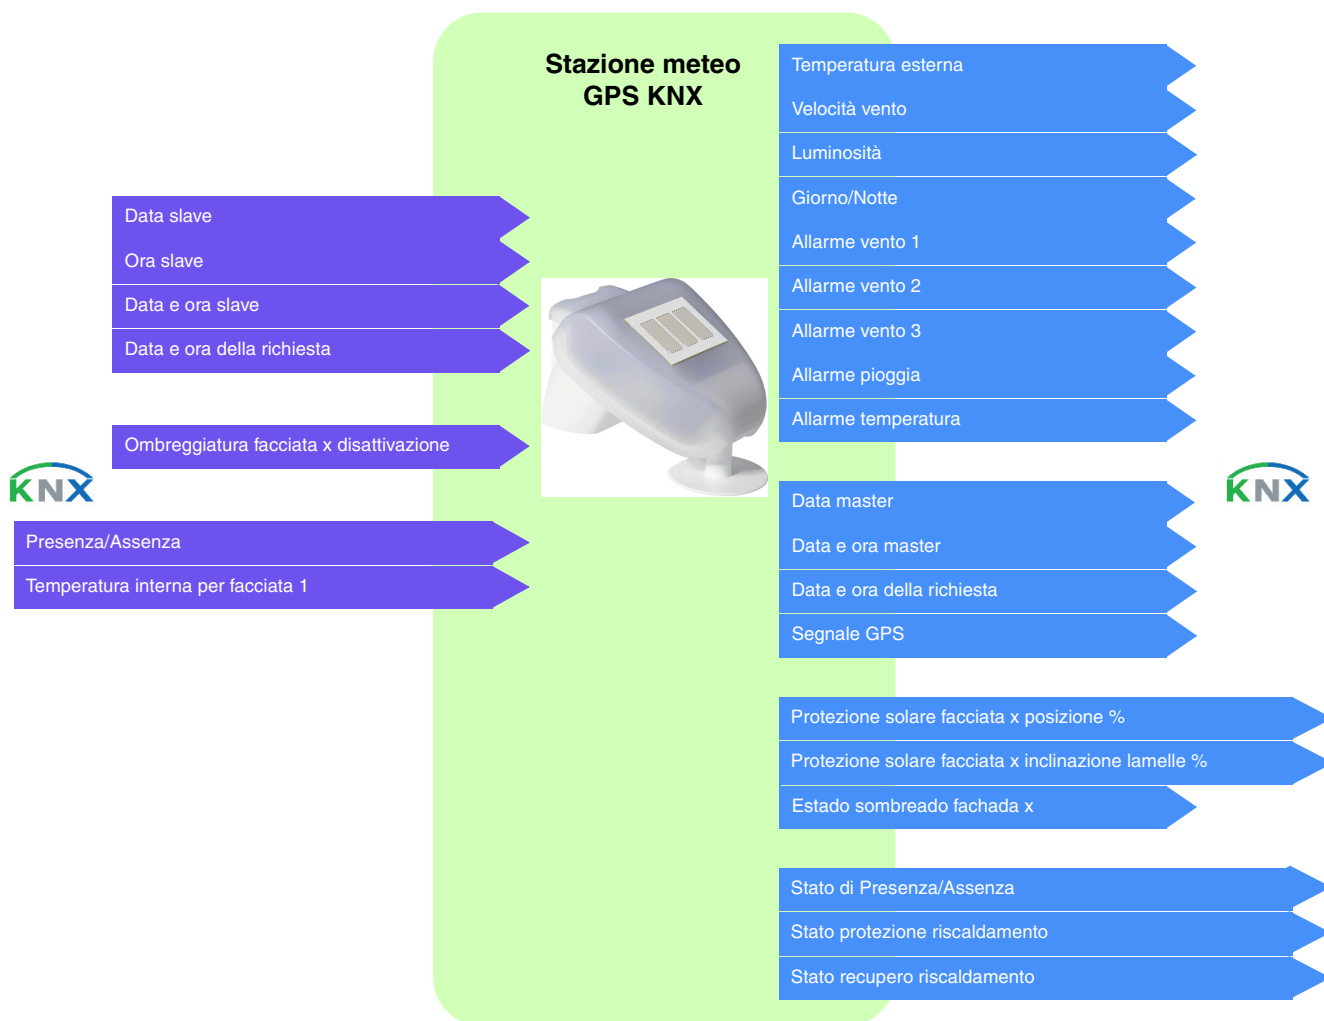 Stazione meteo
GPS KNX
Data slave
Ora slave
Data e ora slave
Data e ora della richiesta
Ombreggiatura facciata x disattivazione
KNX
Presenza/Assenza
Temperatura interna per facciata 1
Temperatura esterna
Velocità vento
Luminosità
Giorno/Notte
Allarme vento 1
Allarme vento 2
Allarme vento 3
Allarme pioggia
Allarme temperatura
Data master
Data e ora master
Data e ora della richiesta
Segnale GPS
KNX
Protezione solare facciata x posizione %
Protezione solare facciata x inclinazione lamelle %
Estado sombreado fachada x
Stato di Presenza/Assenza
Stato protezione riscaldamento
Stato recupero riscaldamento